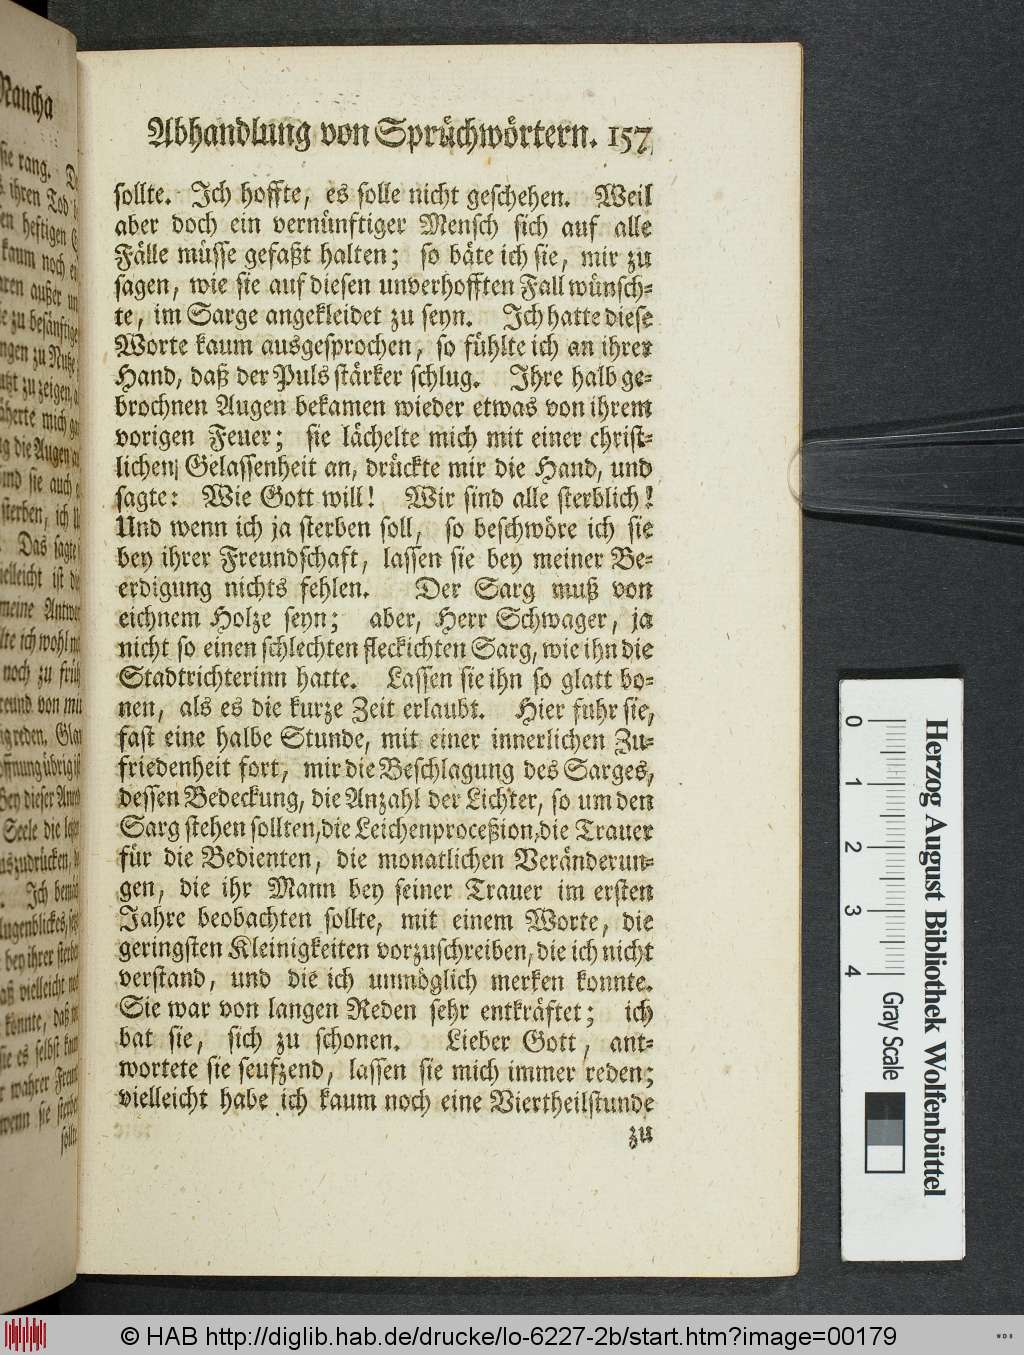 Abhandlung von Sprüchwörtern. 157
sollte. Ich hoffte, es solle nicht geschehen. Weil
aber doch ein vernünftiger Mensch sich auf alle
Fälle müsse gefaßt halten; so bäte ich sie, mir zu
sagen, wie sie auf diesen unverhofften Fall wünsch-
te, im Sarge angekleidet zu seyn. Ich hatte diese
Worte kaum ausgesprochen, so fühlte ich an ihrer
Hand, daß der Puls stärker schlug. Ihre halb ge-
brochnen Augen bekamen wieder etwas von ihrem
vorigen Feuer; sie lächelte mich mit einer christ-
lichen Gelassenheit an, drückte mir die Hand, und
sagte: Wie Gott will! Wir sind alle sterblich!
Und wenn ich ja sterben soll, so beschwöre ich sie
bey ihrer Freundschaft, lassen sie bey meiner Be-
erdigung nichts fehlen. Der Sarg muß von
eichnem Holze seyn; aber, Herr Schwager, ja
nicht so einen schlechten fleckichten Sarg, wie ihn die
Stadtrichterinn hatte. Lassen sie ihn so glatt bo-
nen, als es die kurze Zeit erlaubt. Hier fuhr sie,
fast eine halbe Stunde, mit einer innerlichen Zu-
friedenheit fort, mir die Beschlagung des Sarges,
dessen Bedeckung, die Anzahl der Lichter, so um den
Sarg stehen sollten, die Leichenproceßion, die Trauer
für die Bedienten, die monatlichen Veränderun-
gen, die ihr Mann bey seiner Trauer im ersten
Jahre beobachten sollte, mit einem Worte, die
geringsten Kleinigkeiten vorzuschreiben, die ich nicht
verstand, und die ich unmöglich merken konnte.
Sie war von langen Reden sehr entkräftet; ich
bat sie, sich zu schonen. Lieber Gott, ant-
wortete sie seufzend, lassen sie mich immer reden;
vielleicht habe ich kaum noch eine Viertheilstunde
zu
Herzog August Bibliothek Wolfenbüttel
0 1 2 3 4 Gray Scale
© HAB http://diglib.hab.de/drucke/lo-6227-2b/start.htm?image=00179